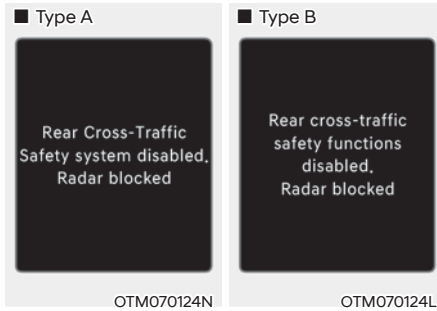 ■ Type A
Rear Cross-Traffic
Safety system disabled.
Radar blocked
OTM070124N
■ Type B
Rear cross-traffic
safety functions
disabled.
Radar blocked
OTM070124L